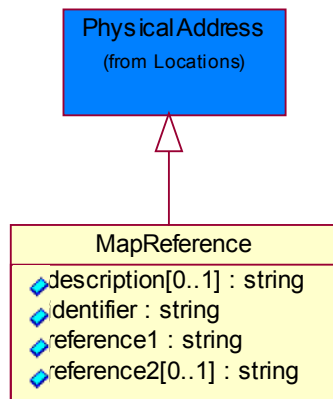 PhysicalAddress
(from Locations)
MapReference
description[0..1] : string
identifier : string
reference1 : string
reference2[0..1] : string